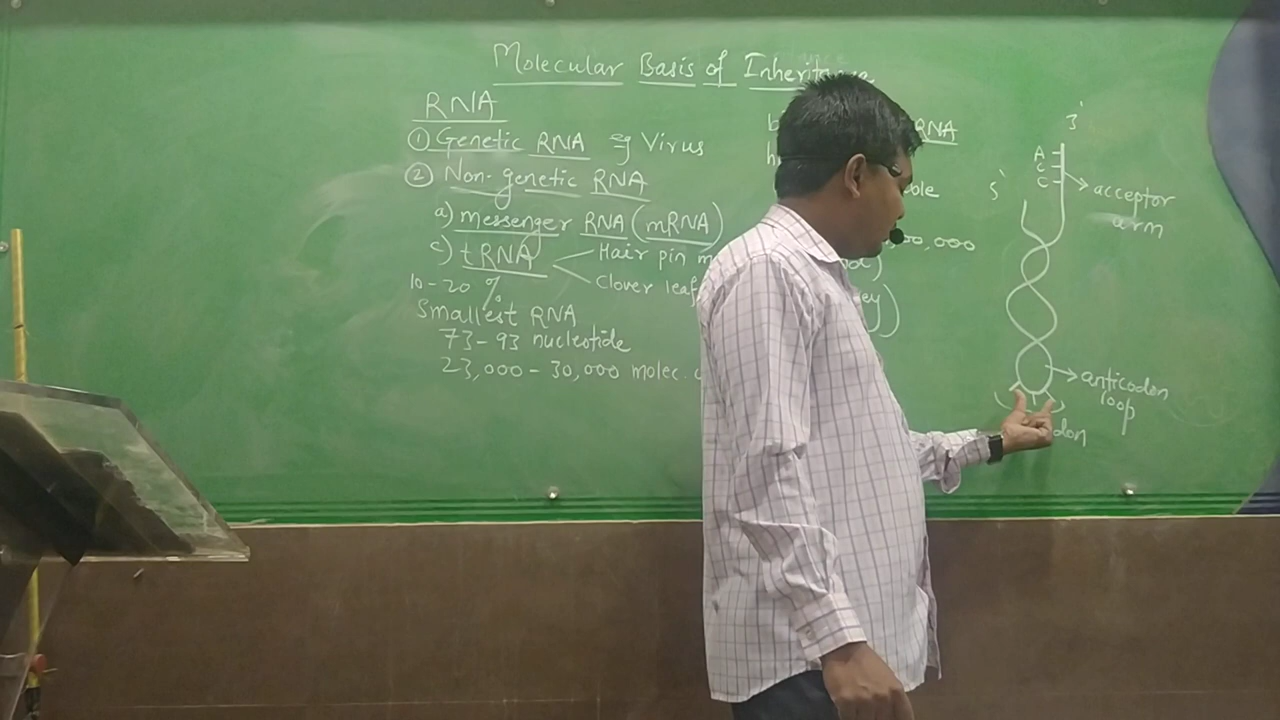 Molecular Basis of
RNA
① Genetic RNA eg Virus
② Non-genetic RNA
a) messenger RNA (mRNA)
c) tRNA
Hair pin
Clover leaf
10-20 %
Smallest RNA
73-93 nucleotide
23,000 - 30,000 molec.
RNA
3'
5'
A
C
C
acceptor
arm
anticodon
loop